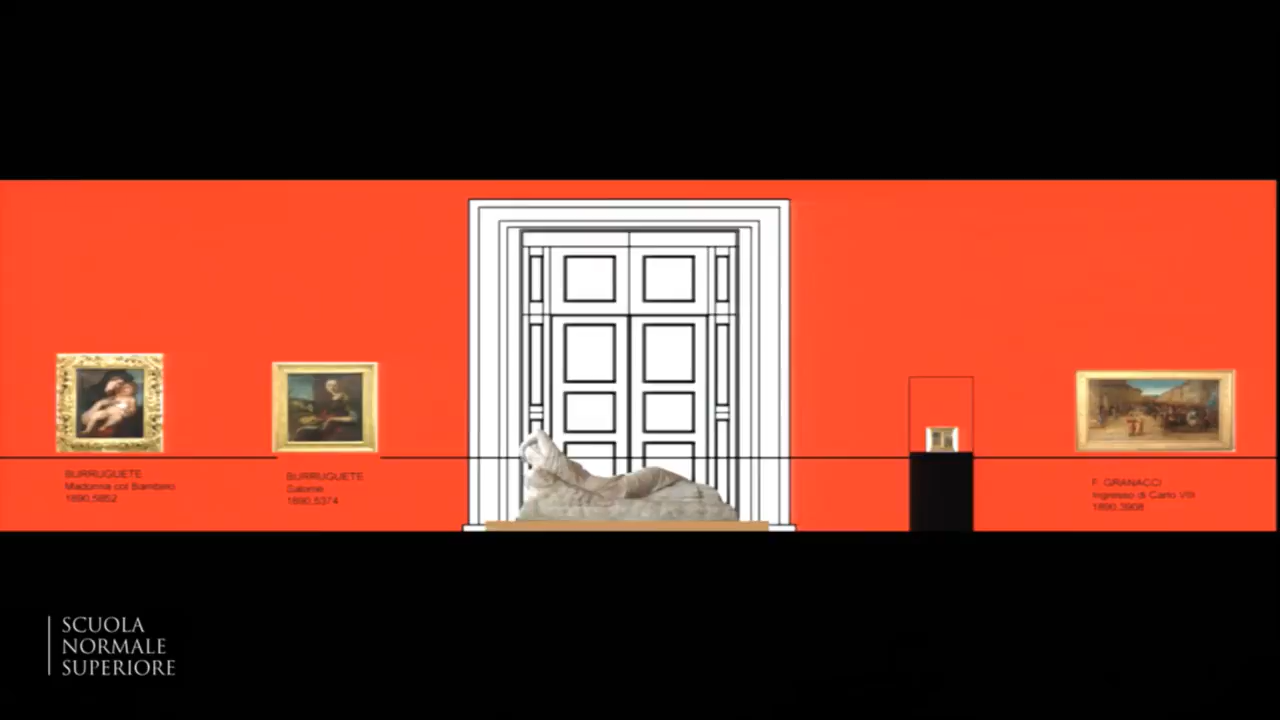 BURRUGUETE
Madonna col Bambino
1890,5852
BURRUGUETE
Salomè
1890,5374
F. GRANACCI
Ingresso di Carlo VIII
1890,3908
SCUOLA
NORMALE
SUPERIORE